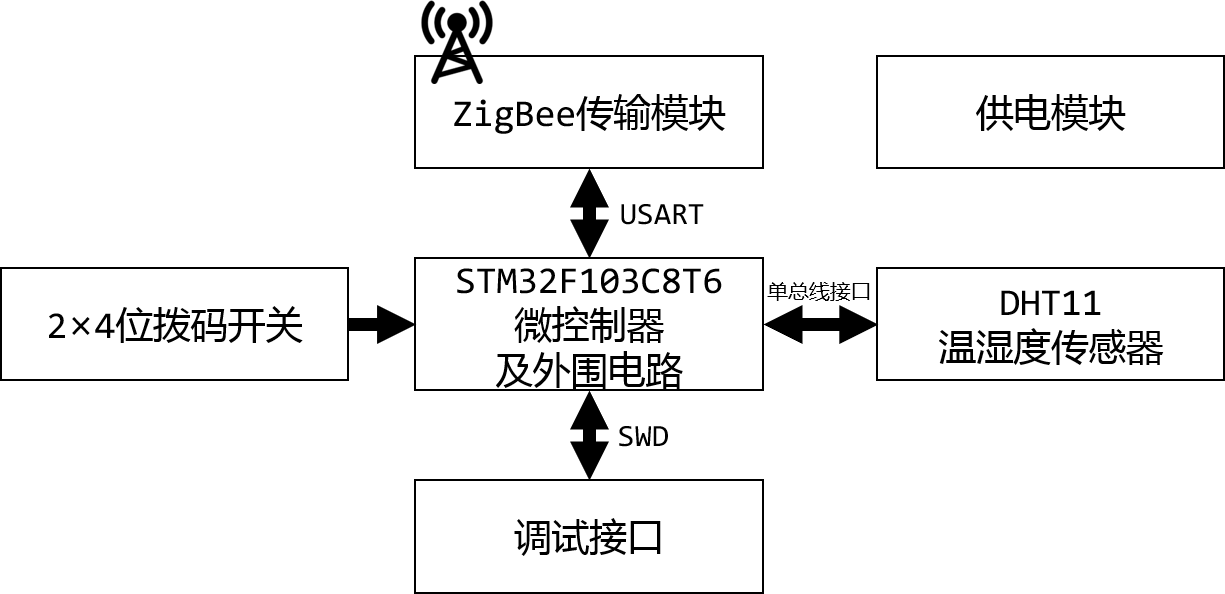 ZigBee传输模块
供电模块
USART
2×4位拨码开关
STM32F103C8T6
微控制器
及外围电路
单总线接口
DHT11
温湿度传感器
SWD
调试接口